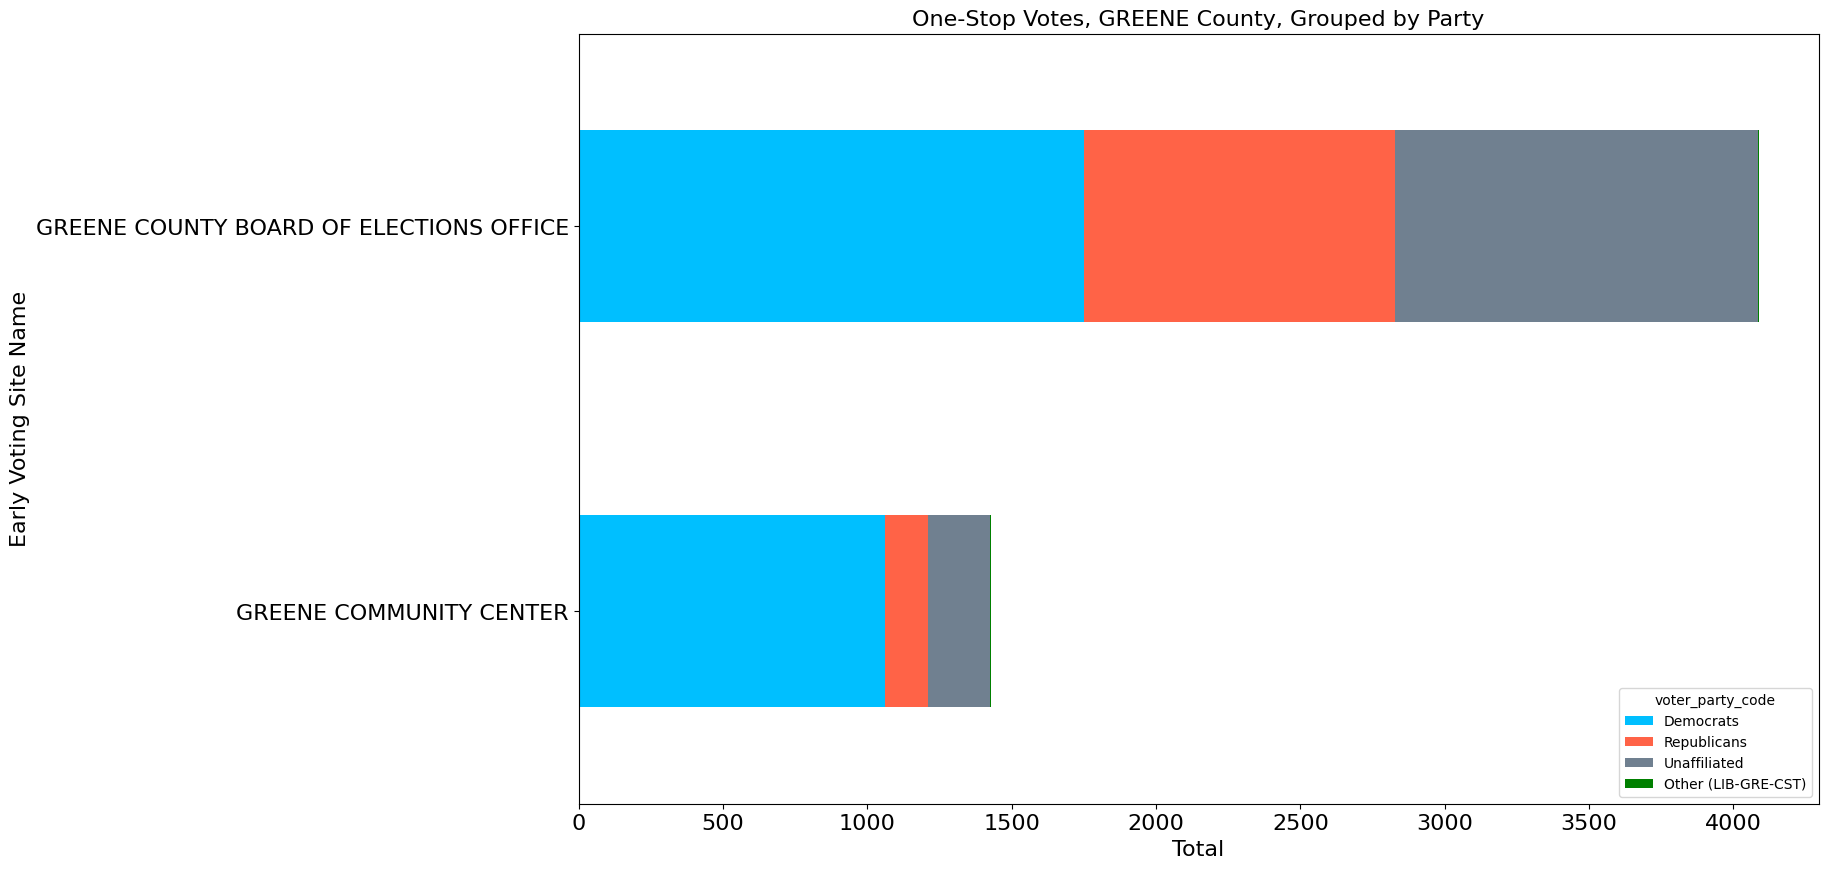 One-Stop Votes, GREENE County, Grouped by Party
Early Voting Site Name
GREENE COUNTY BOARD OF ELECTIONS OFFICE
GREENE COMMUNITY CENTER
voter_party_code
Democrats
Republicans
Unaffiliated
Other (LIB-GRE-CST)
0 500 1000 1500 2000 2500 3000 3500 4000
Total